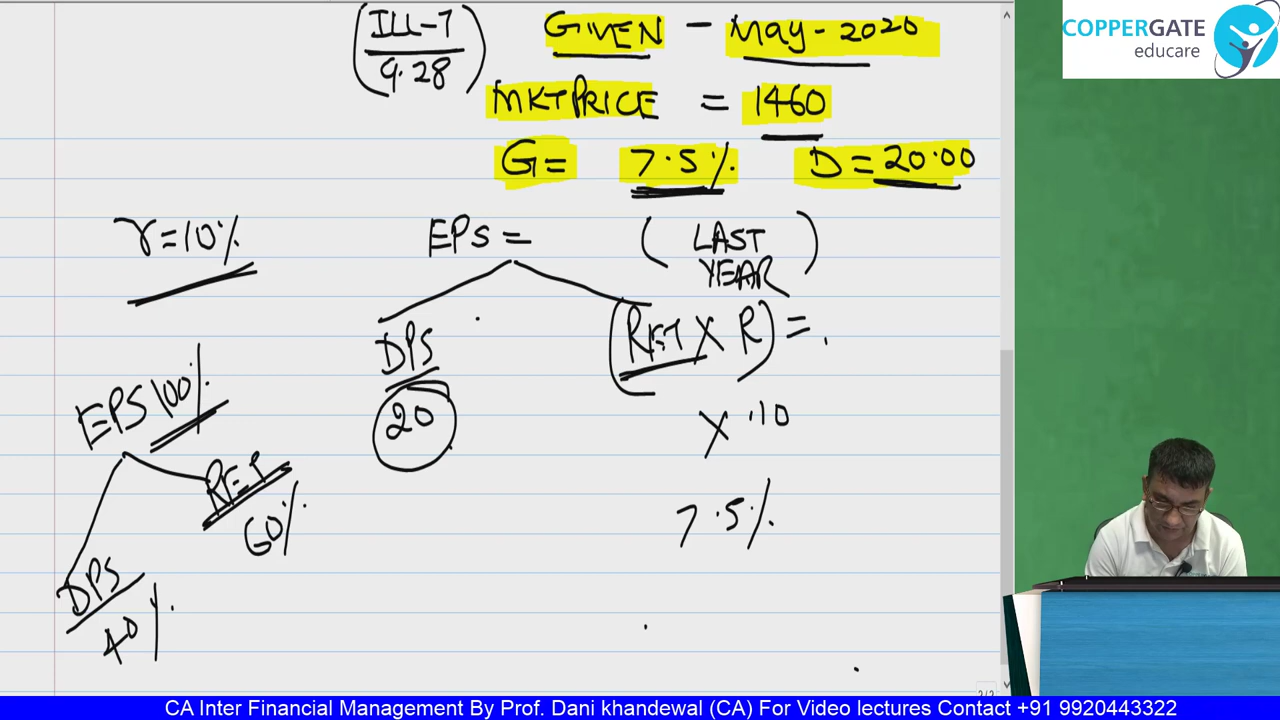 (ILL-7 / 9.28)
GIVEN - MAY-2020
MKT PRICE = 1460
G = 7.5% D = 20.00
r = 10%
EPS = (LAST YEAR)
DPS
20
(RET X R) =
X .10
7.5%
EPS 100%
RET
60%
DPS
40%
COPPERGATE
educare
CA Inter Financial Management By Prof. Dani khandewal (CA) For Video lectures Contact +91 9920443322